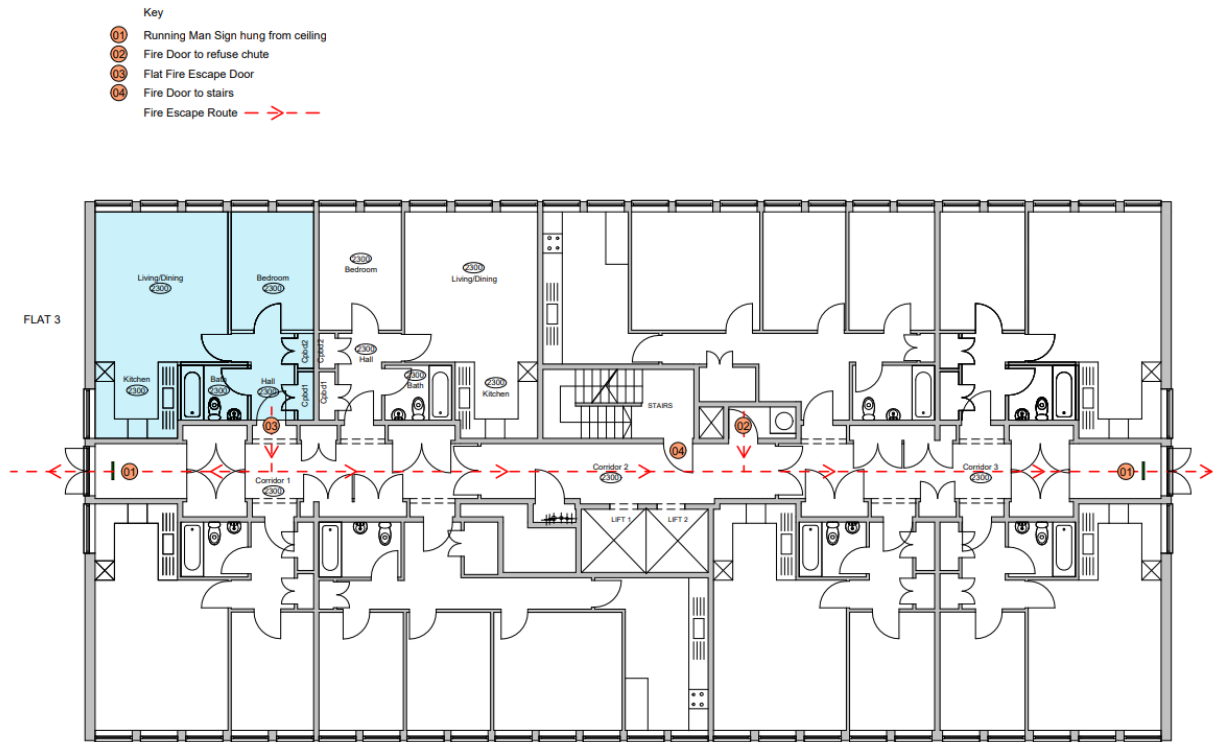 Key
01 Running Man Sign hung from ceiling
02 Fire Door to refuse chute
03 Flat Fire Escape Door
04 Fire Door to stairs
Fire Escape Route
2300
Bedroom
2300
Living/Dining
Living/Dining
2300
Bedroom
2300
FLAT 3
Cpbd2
Cpbd2
2300
Hall
Kitchen
2300
Bath
2300
Hall
2300
Cpbd1
Cpbd1
2300
Bath
2300
Kitchen
STAIRS
03
02
04
01
Corridor 1
2300
Corridor 2
2300
Corridor 3
2300
01
LIFT 1
LIFT 2